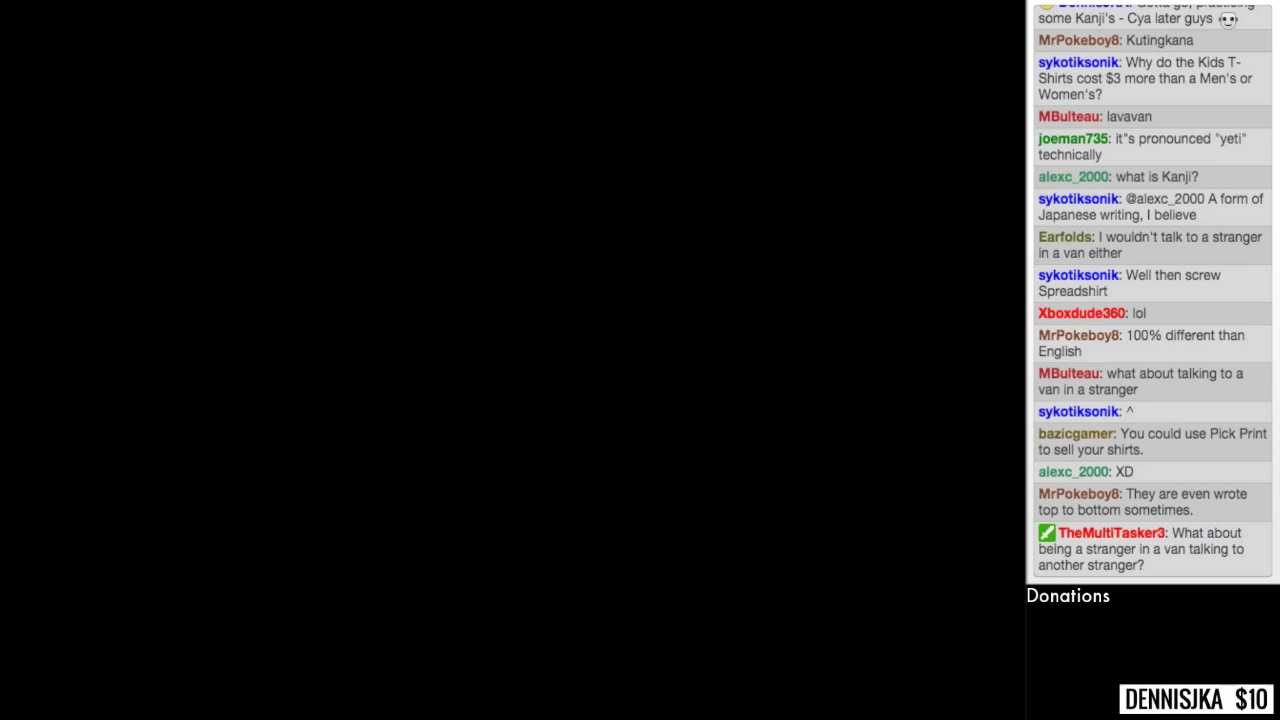 some Kanji's - Cya later guys
MrPokeboy8: Kutingkana
sykotiksonik: Why do the Kids T-
Shirts cost $3 more than a Men's or
Women's?
MBulteau: lavavan
joeman735: it"s pronounced "yeti"
technically
alexc_2000: what is Kanji?
sykotiksonik: @alexc_2000 A form of
Japanese writing, I believe
Earfolds: I wouldn't talk to a stranger
in a van either
sykotiksonik: Well then screw
Spreadshirt
Xboxdude360: lol
MrPokeboy8: 100% different than
English
MBulteau: what about talking to a
van in a stranger
sykotiksonik: ^
bazicgamer: You could use Pick Print
to sell your shirts.
alexc_2000: XD
MrPokeboy8: They are even wrote
top to bottom sometimes.
TheMultiTasker3: What about
being a stranger in a van talking to
another stranger?
Donations
DENNISJKA $10